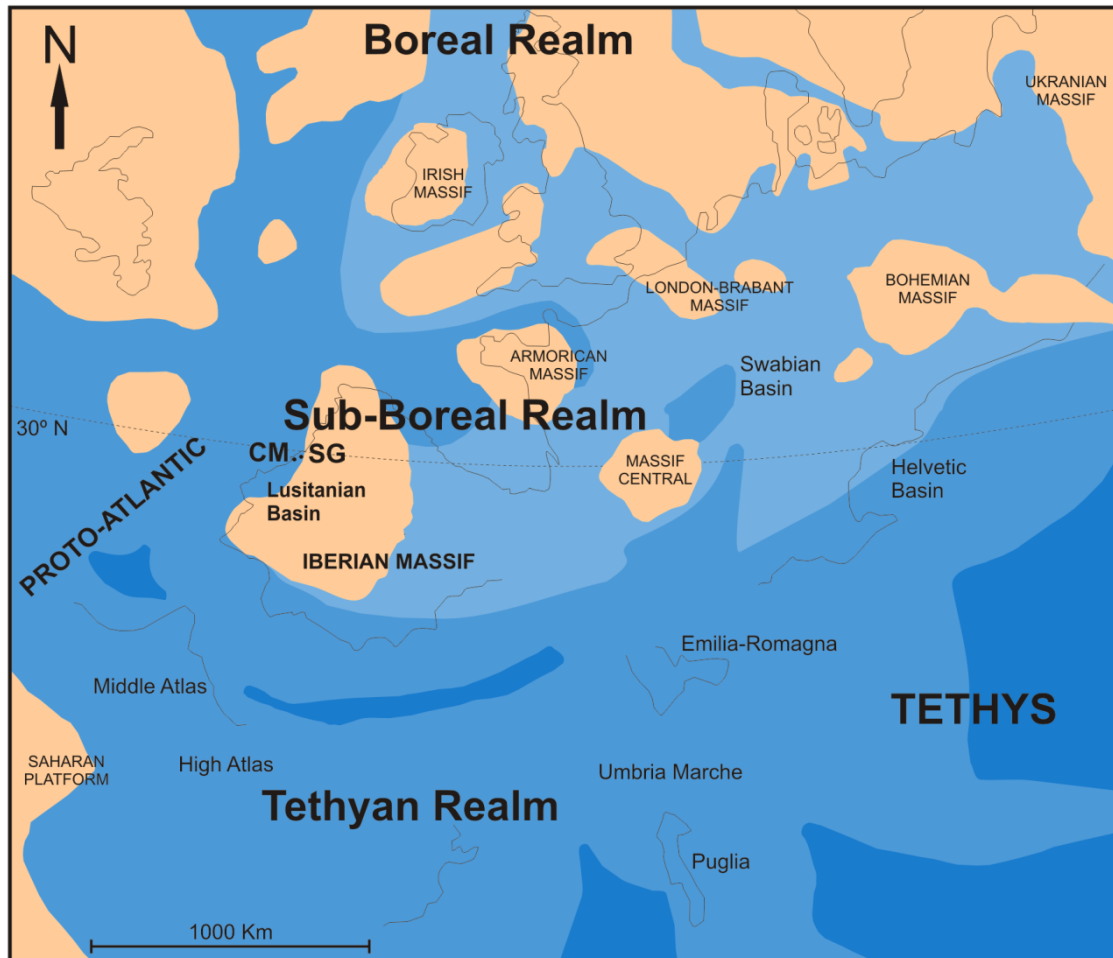 Boreal Realm
N
UKRANIAN
MASSIF
IRISH
MASSIF
LONDON-BRABANT
MASSIF
BOHEMIAN
MASSIF
ARMORICAN
MASSIF
Swabian
Basin
Sub-Boreal Realm
30º N
CM.· SG
MASSIF
CENTRAL
Helvetic
Basin
Lusitanian
Basin
PROTO-ATLANTIC
IBERIAN MASSIF
Emilia-Romagna
Middle Atlas
TETHYS
SAHARAN
PLATFORM
High Atlas
Umbria Marche
Tethyan Realm
Puglia
1000 Km